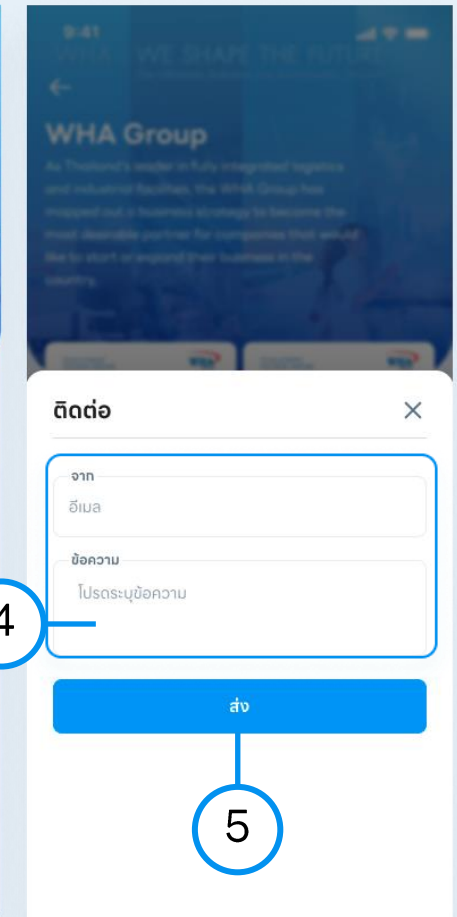 9:41
WE SHAPE THE FUTURE
WHA Group
As Thailand's leader in fully integrated logistics
and industrial facilities, the WHA Group has
mapped out a business strategy to become the
most desirable partner for companies that would
like to start or expand their business in the
country.
WHA
WHA
ติดต่อ
จาก
อีเมล
ข้อความ
โปรดระบุข้อความ
4
ส่ง
5